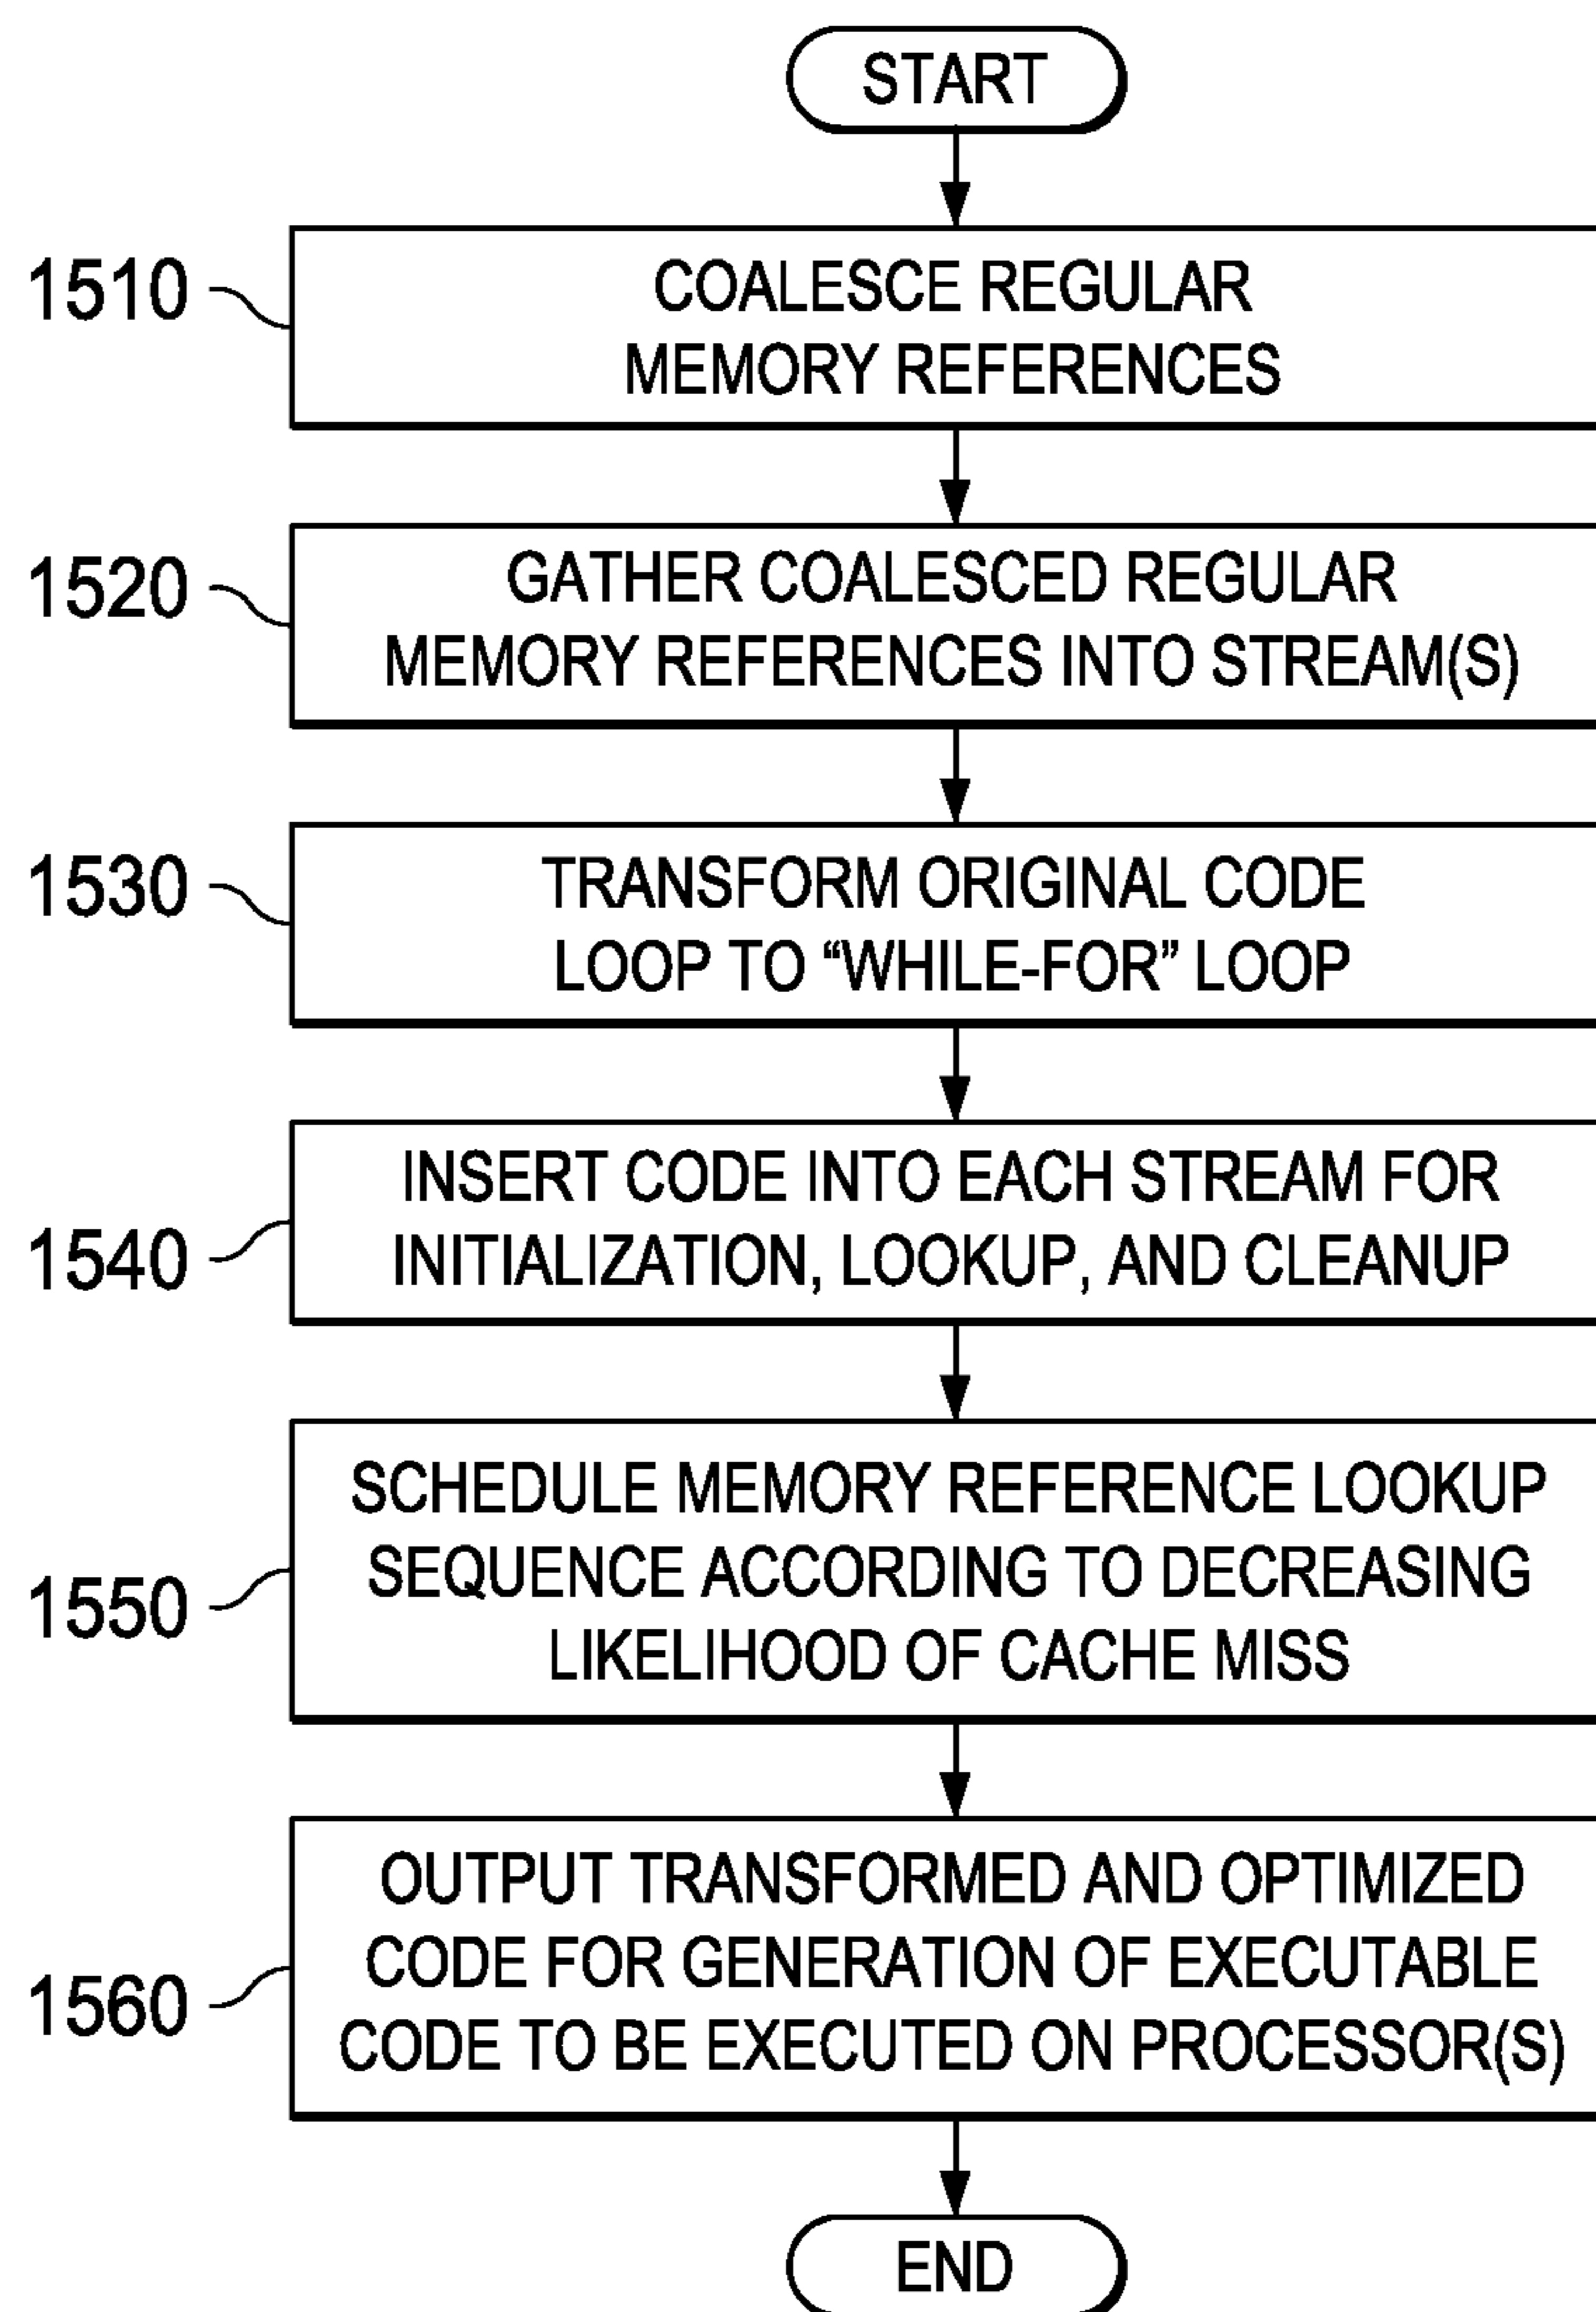 START
1510
COALESCE REGULAR
MEMORY REFERENCES
1520
GATHER COALESCED REGULAR
MEMORY REFERENCES INTO STREAM(S)
1530
TRANSFORM ORIGINAL CODE
LOOP TO “WHILE-FOR” LOOP
1540
INSERT CODE INTO EACH STREAM FOR
INITIALIZATION, LOOKUP, AND CLEANUP
1550
SCHEDULE MEMORY REFERENCE LOOKUP
SEQUENCE ACCORDING TO DECREASING
LIKELIHOOD OF CACHE MISS
1560
OUTPUT TRANSFORMED AND OPTIMIZED
CODE FOR GENERATION OF EXECUTABLE
CODE TO BE EXECUTED ON PROCESSOR(S)
END